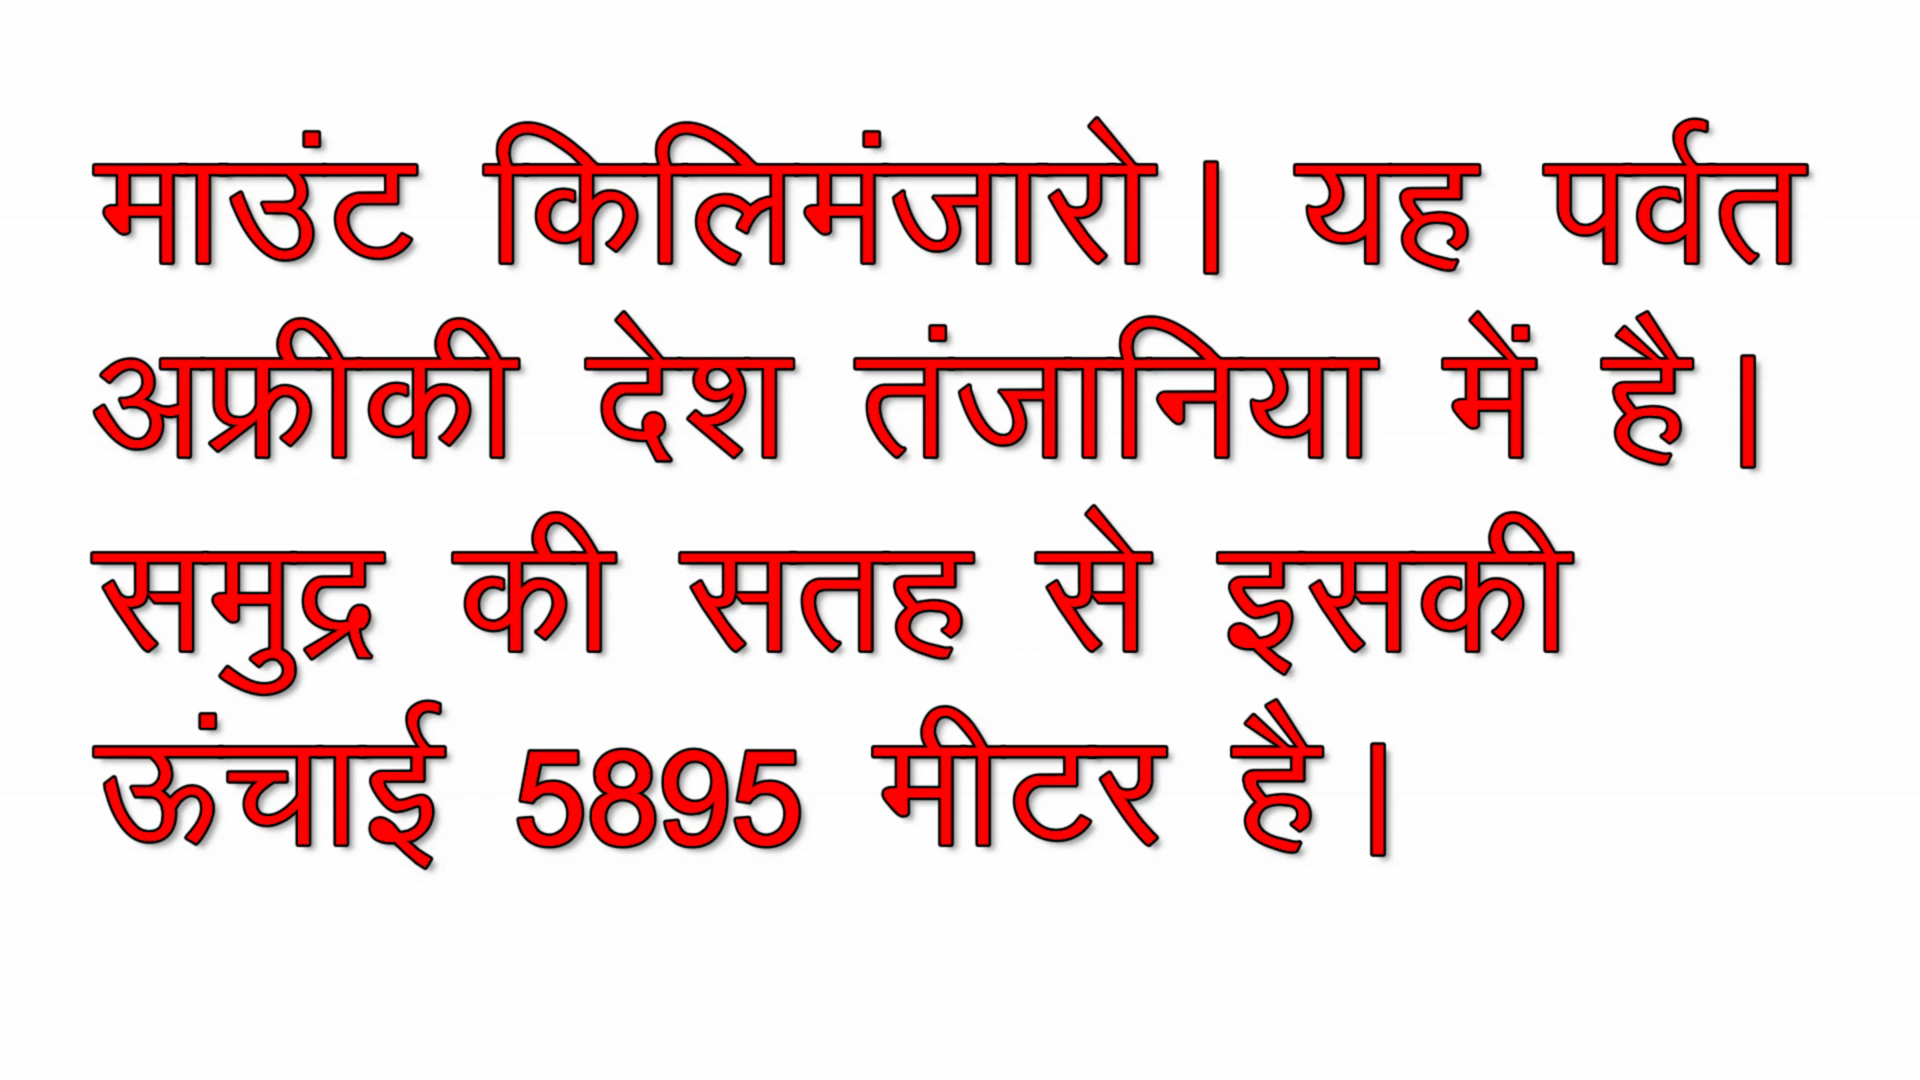 माउंट किलिमंजारो। यह पर्वत
अफ्रीकी देश तंजानिया में है।
समुद्र की सतह से इसकी
ऊंचाई 5895 मीटर है।